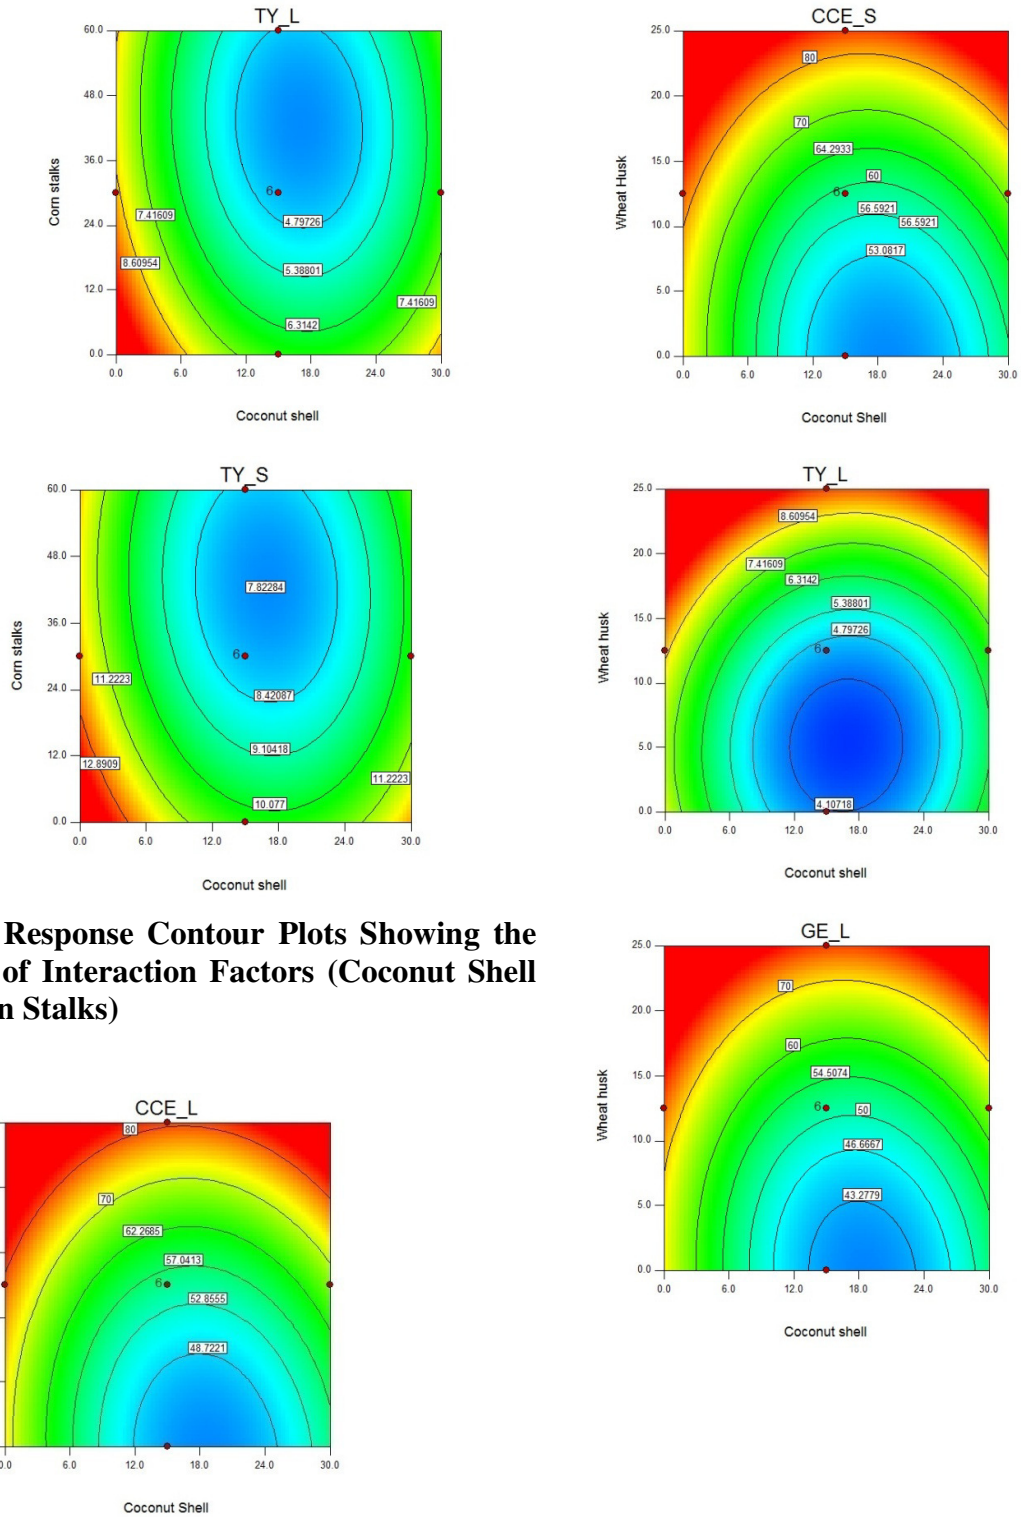 TY_L
60.0
48.0
36.0
24.0
12.0
0.0
Corn stalks
7.41609
8.60954
6
4.79726
5.38801
6.3142
7.41609
0.0 6.0 12.0 18.0 24.0 30.0
Coconut shell
TY_S
60.0
48.0
36.0
24.0
12.0
0.0
Corn stalks
7.82284
6
11.2223
8.42087
9.10418
12.8909
11.2223
10.077
0.0 6.0 12.0 18.0 24.0 30.0
Coconut shell
Response Contour Plots Showing the
of Interaction Factors (Coconut Shell
n Stalks)
CCE_L
80
70
62.2685
57.0413
6
52.8555
48.7221
0.0 6.0 12.0 18.0 24.0 30.0
Coconut Shell
CCE_S
25.0
20.0
15.0
10.0
5.0
0.0
Wheat Husk
80
70
64.2933
60
6
56.5921
56.5921
53.0817
0.0 6.0 12.0 18.0 24.0 30.0
Coconut Shell
TY_L
25.0
20.0
15.0
10.0
5.0
0.0
Wheat husk
8.60954
7.41609
6.3142
5.38801
4.79726
6
4.10718
0.0 6.0 12.0 18.0 24.0 30.0
Coconut shell
GE_L
25.0
20.0
15.0
10.0
5.0
0.0
Wheat husk
70
60
54.5074
6
50
46.6667
43.2779
0.0 6.0 12.0 18.0 24.0 30.0
Coconut shell